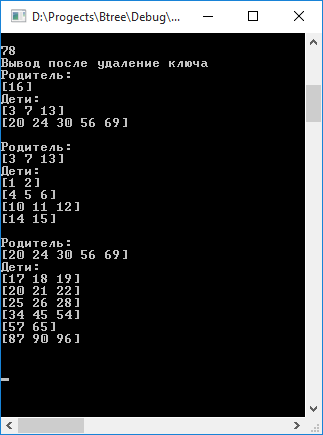 D:\Progects\Btree\Debug\...
78
Вывод после удаление ключа
Родитель:
[16]
Дети:
[3 7 13]
[20 24 30 56 69]
Родитель:
[3 7 13]
Дети:
[1 2]
[4 5 6]
[10 11 12]
[14 15]
Родитель:
[20 24 30 56 69]
Дети:
[17 18 19]
[20 21 22]
[25 26 28]
[34 45 54]
[57 65]
[87 90 96]